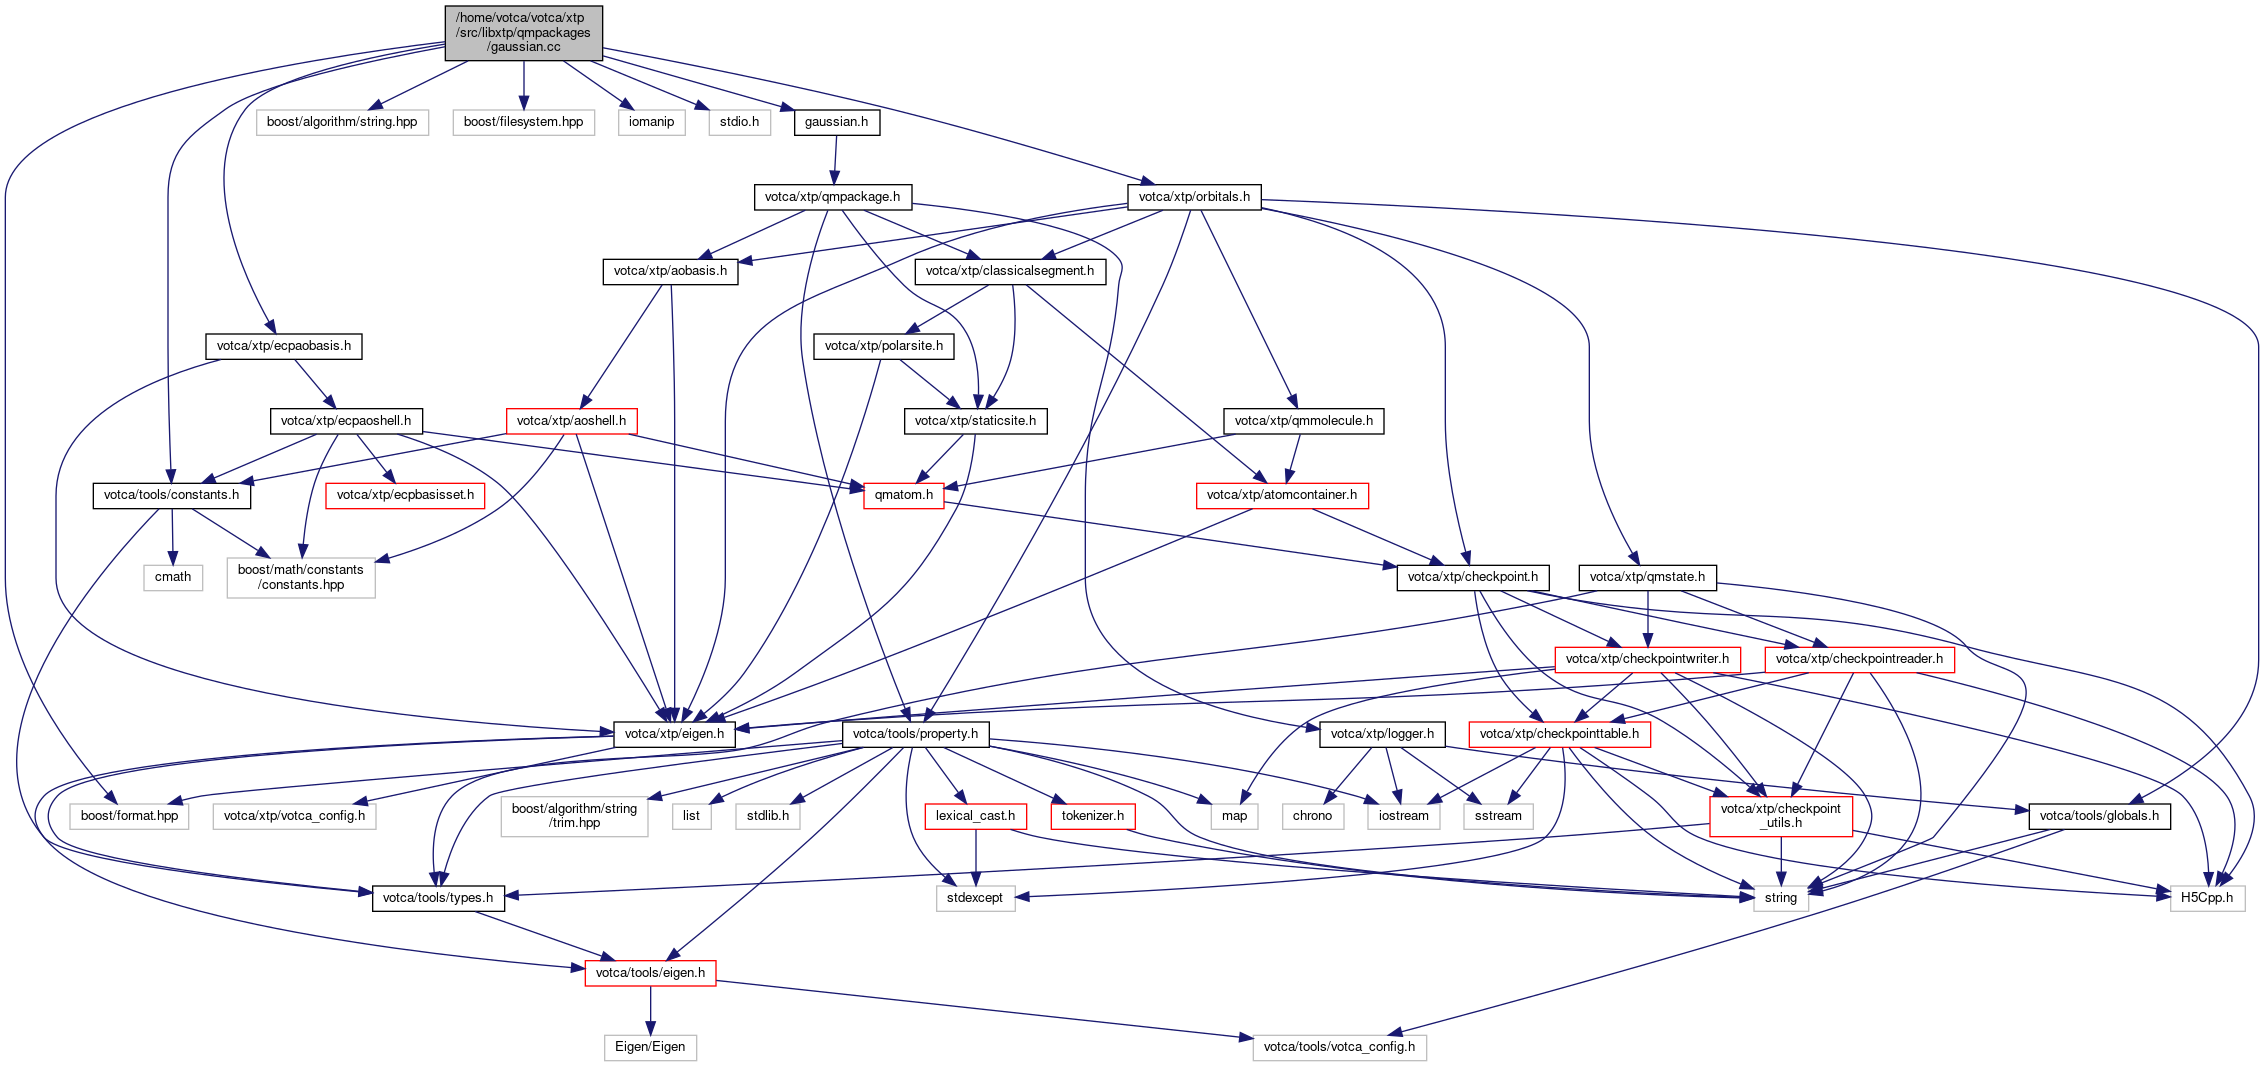 /home/votca/votca/xtp
/src/libxtp/qmpackages
/gaussian.cc
boost/algorithm/string.hpp
boost/filesystem.hpp
iomanip
stdio.h
gaussian.h
votca/xtp/qmpackage.h
votca/xtp/orbitals.h
votca/xtp/aobasis.h
votca/xtp/classicalsegment.h
votca/xtp/ecpaobasis.h
votca/xtp/polarsite.h
votca/xtp/ecpaoshell.h
votca/xtp/aoshell.h
votca/xtp/staticsite.h
votca/xtp/qmmolecule.h
votca/tools/constants.h
votca/xtp/ecpbasisset.h
qmatom.h
votca/xtp/atomcontainer.h
cmath
boost/math/constants
/constants.hpp
votca/xtp/checkpoint.h
votca/xtp/qmstate.h
votca/xtp/checkpointwriter.h
votca/xtp/checkpointreader.h
votca/xtp/eigen.h
votca/tools/property.h
votca/xtp/logger.h
votca/xtp/checkpointtable.h
boost/format.hpp
votca/xtp/votca_config.h
boost/algorithm/string
/trim.hpp
list
stdlib.h
lexical_cast.h
tokenizer.h
map
chrono
iostream
sstream
votca/xtp/checkpoint
_utils.h
votca/tools/globals.h
votca/tools/types.h
stdexcept
string
H5Cpp.h
votca/tools/eigen.h
Eigen/Eigen
votca/tools/votca_config.h